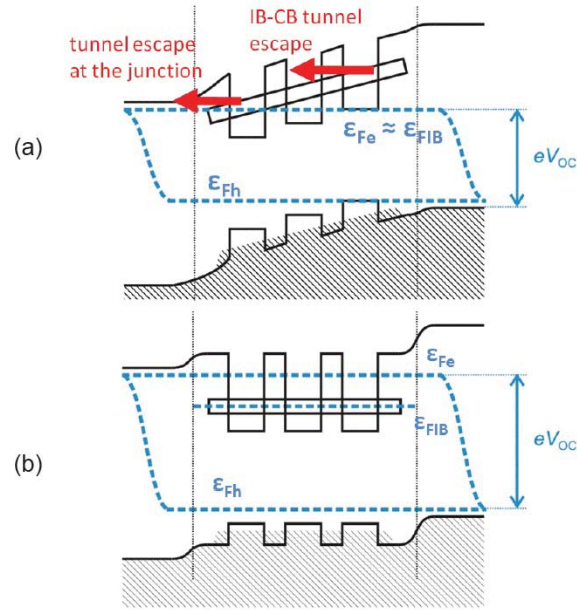 IB-CB tunnel
escape
tunnel escape
at the junction
(a)
εFe ≈ εFIB
eVOC
εFh
εFe
εFIB
eVOC
(b)
εFh